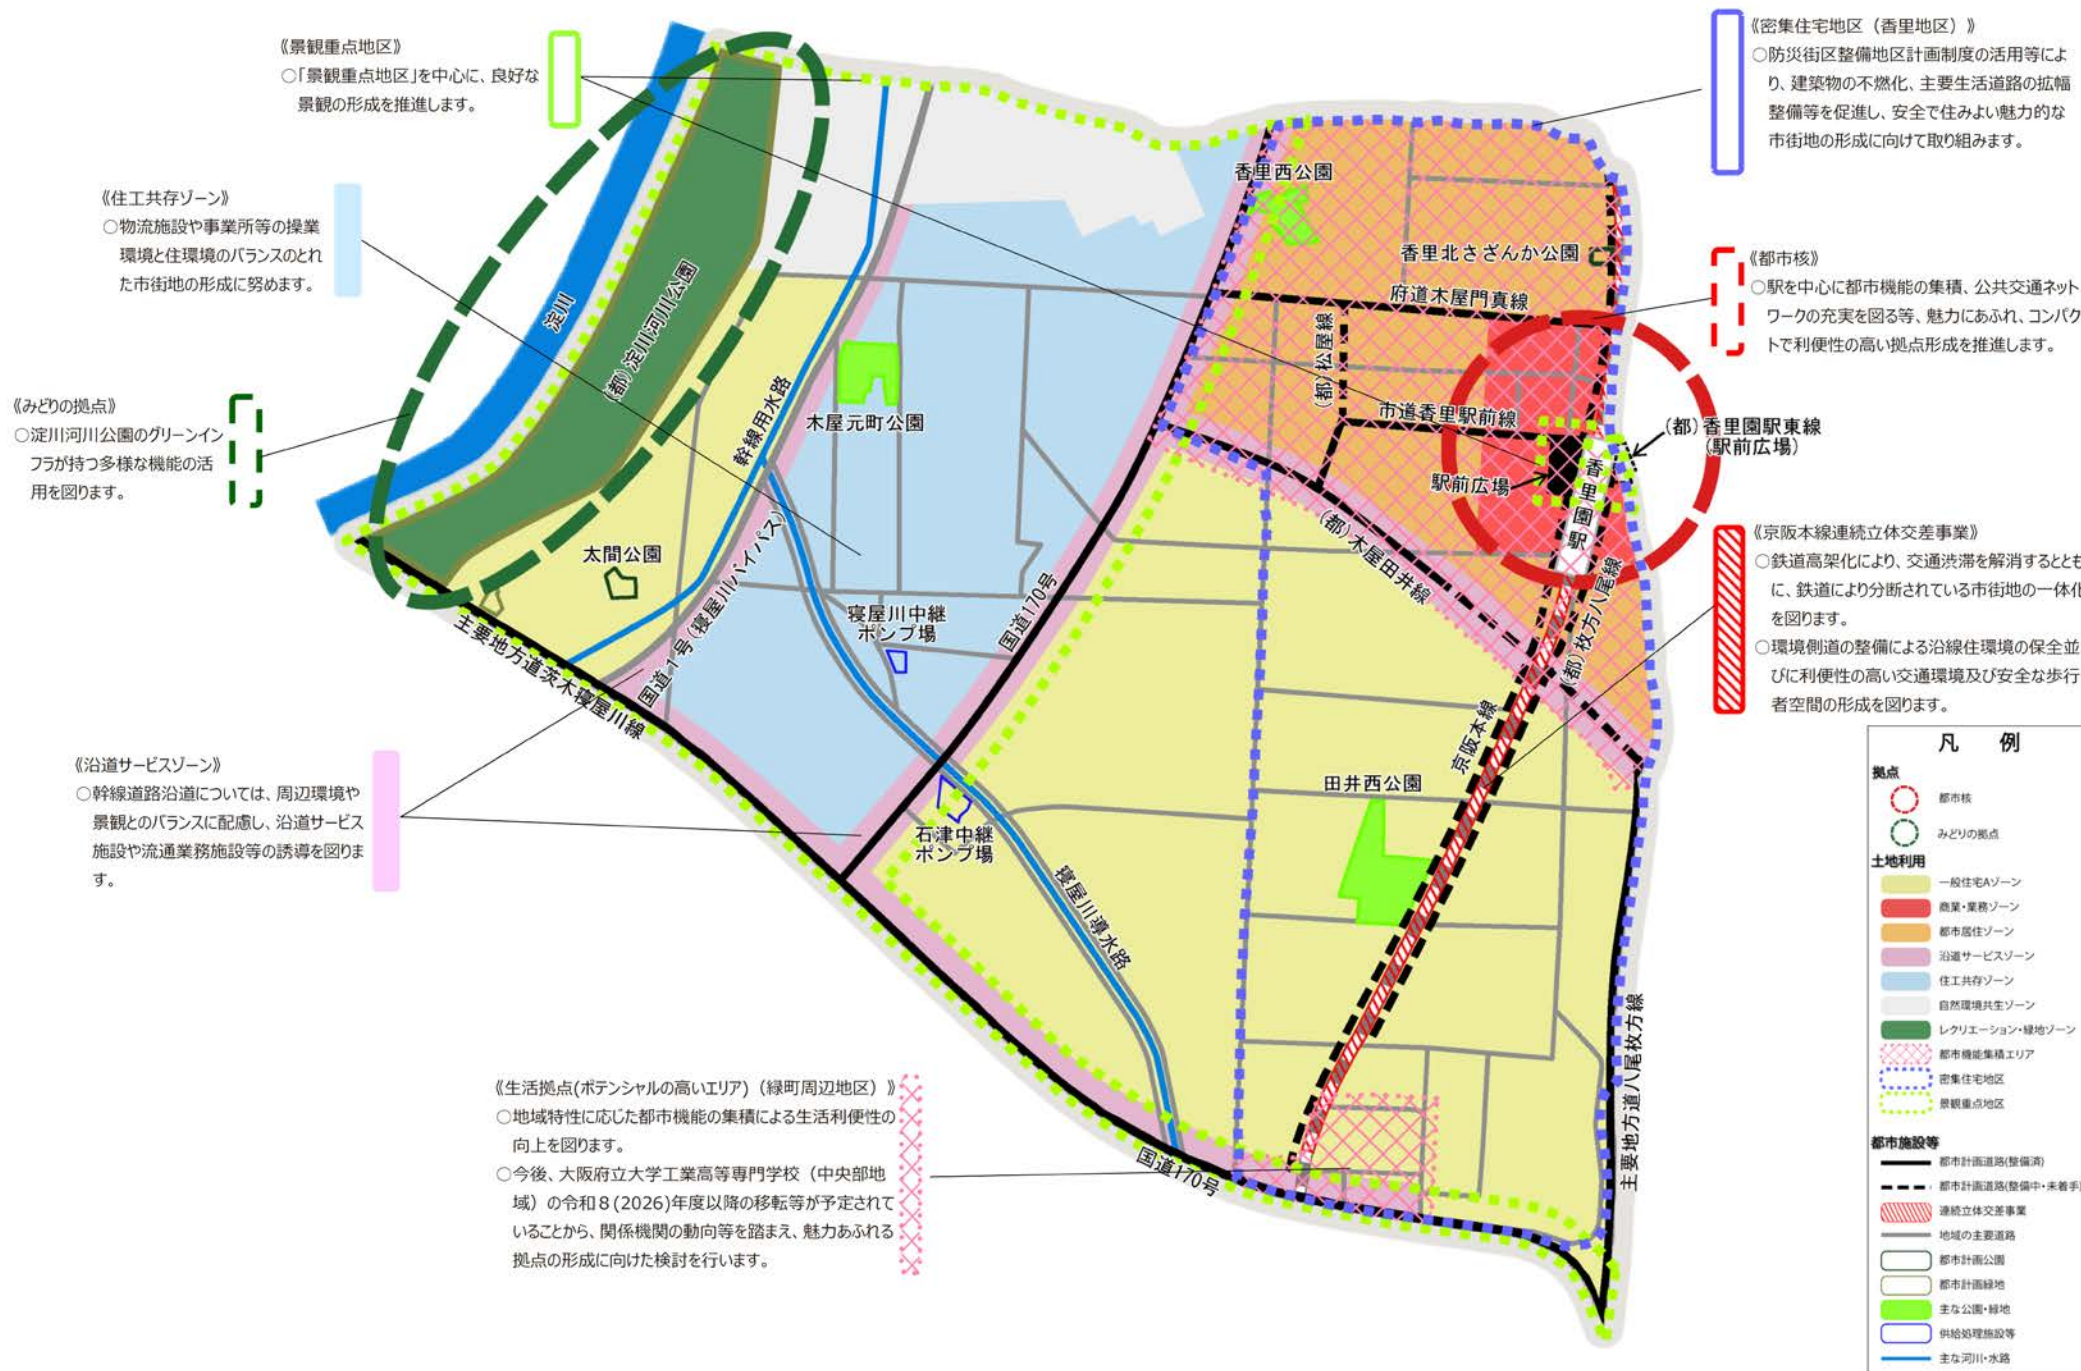 《景観重点地区》
○「景観重点地区」を中心に、良好な
景観の形成を推進します。
《住工共存ゾーン》
○物流施設や事業所等の操業
環境と住環境のバランスのとれ
た市街地の形成に努めます。
《みどりの拠点》
○淀川河川公園のグリーンイン
フラが持つ多様な機能の活
用を図ります。
《沿道サービスゾーン》
○幹線道路沿道については、周辺環境や
景観とのバランスに配慮し、沿道サービス
施設や流通業務施設等の誘導を図りま
す。
《生活拠点(ポテンシャルの高いエリア)（緑町周辺地区）》
○地域特性に応じた都市機能の集積による生活利便性の
向上を図ります。
○今後、大阪府立大学工業高等専門学校（中央部地
域）の令和８(2026)年度以降の移転等が予定されて
いることから、関係機関の動向等を踏まえ、魅力あふれる
拠点の形成に向けた検討を行います。
淀川
(都)淀川河川公園
幹線用水路
木屋元町公園
太間公園
国道１号(寝屋川バイパス)
主要地方道茨木寝屋川線
寝屋川中継
ポンプ場
国道170号
石津中継
ポンプ場
寝屋川導水路
国道170号
香里西公園
香里北さざんか公園
府道木屋門真線
(都)松屋線
市道香里駅前線
駅前広場
香里園駅
(都)香里園駅東線
(駅前広場)
(都)木屋田井線
(都)枚方八尾線
京阪本線
田井西公園
主要地方道八尾枚方線
《密集住宅地区（香里地区）》
○防災街区整備地区計画制度の活用等によ
り、建築物の不燃化、主要生活道路の拡幅
整備等を促進し、安全で住みよい魅力的な
市街地の形成に向けて取り組みます。
《都市核》
○駅を中心に都市機能の集積、公共交通ネット
ワークの充実を図る等、魅力にあふれ、コンパク
トで利便性の高い拠点形成を推進します。
《京阪本線連続立体交差事業》
○鉄道高架化により、交通渋滞を解消するととも
に、鉄道により分断されている市街地の一体化
を図ります。
○環境側道の整備による沿線住環境の保全並
びに利便性の高い交通環境及び安全な歩行
者空間の形成を図ります。
凡　例
拠点
都市核
みどりの拠点
土地利用
一般住宅Aゾーン
商業・業務ゾーン
都市居住ゾーン
沿道サービスゾーン
住工共存ゾーン
自然環境共生ゾーン
レクリエーション・緑地ゾーン
都市機能集積エリア
密集住宅地区
景観重点地区
都市施設等
都市計画道路(整備済)
都市計画道路(整備中・未着手
連続立体交差事業
地域の主要道路
都市計画公園
都市計画緑地
主な公園・緑地
供給処理施設等
主な河川・水路